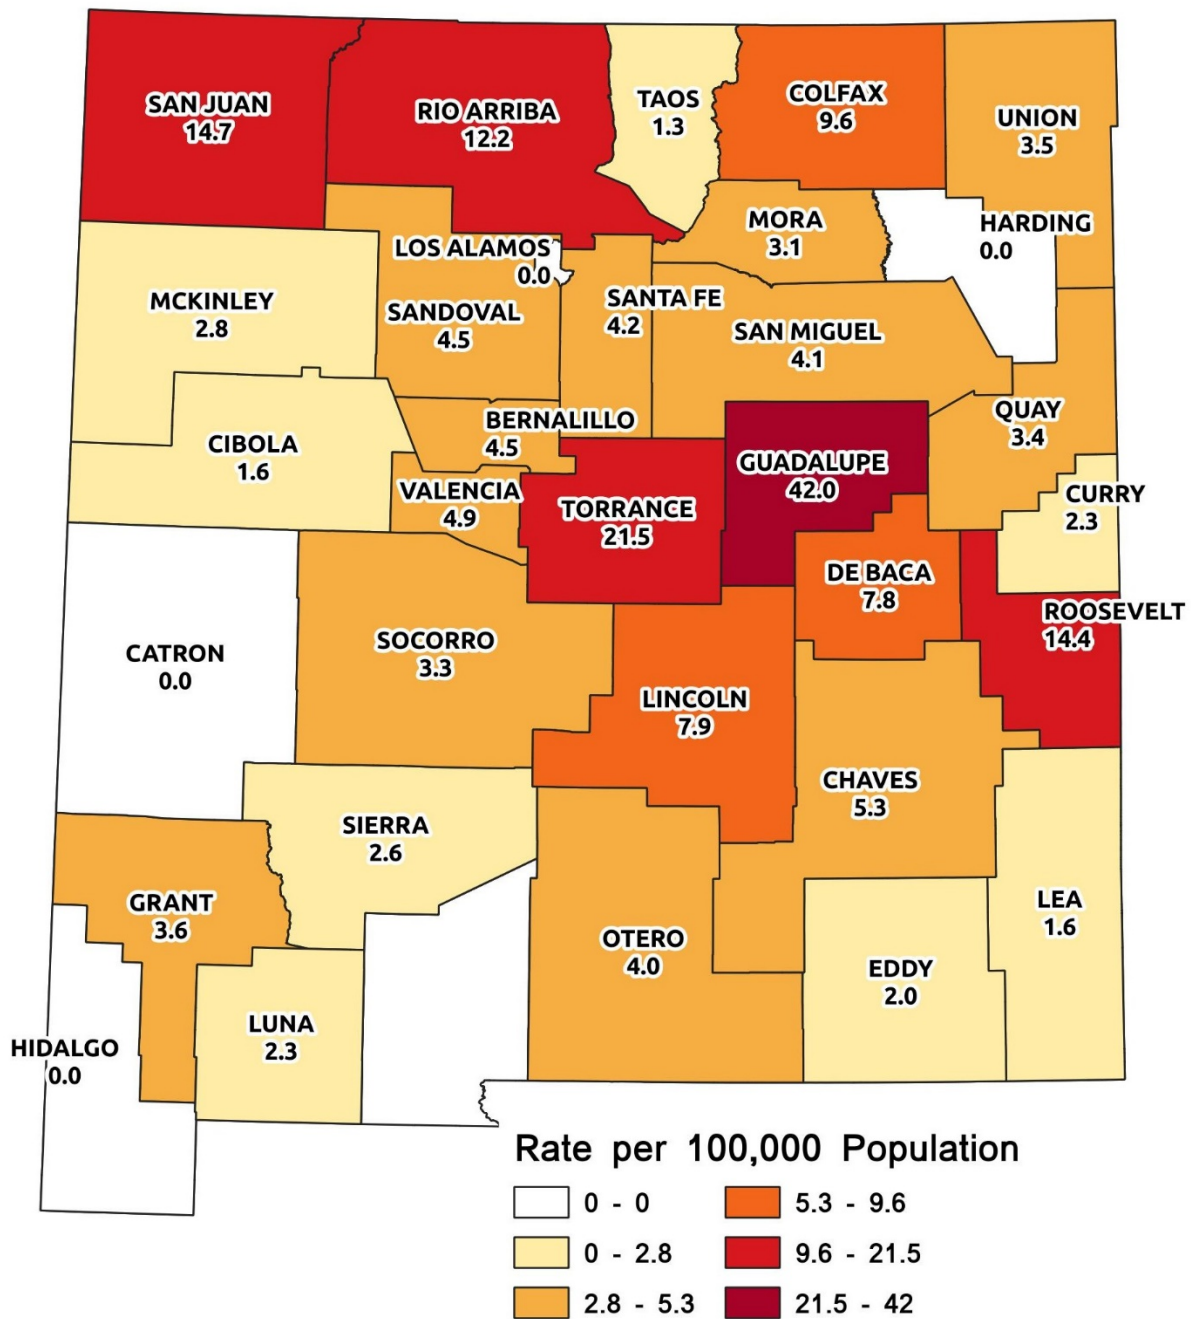 SAN JUAN
14.7
RIO ARRIBA
12.2
TAOS
1.3
COLFAX
9.6
UNION
3.5
MORA
3.1
HARDING
0.0
LOS ALAMOS
0.0
MCKINLEY
2.8
SANDOVAL
4.5
SANTA FE
4.2
SAN MIGUEL
4.1
QUAY
3.4
BERNALILLO
4.5
CIBOLA
1.6
GUADALUPE
42.0
VALENCIA
4.9
TORRANCE
21.5
CURRY
2.3
DE BACA
7.8
ROOSEVELT
14.4
CATRON
0.0
SOCORRO
3.3
LINCOLN
7.9
CHAVES
5.3
SIERRA
2.6
GRANT
3.6
OTERO
4.0
LEA
1.6
EDDY
2.0
LUNA
2.3
HIDALGO
0.0
Rate per 100,000 Population
0 - 0
0 - 2.8
2.8 - 5.3
5.3 - 9.6
9.6 - 21.5
21.5 - 42